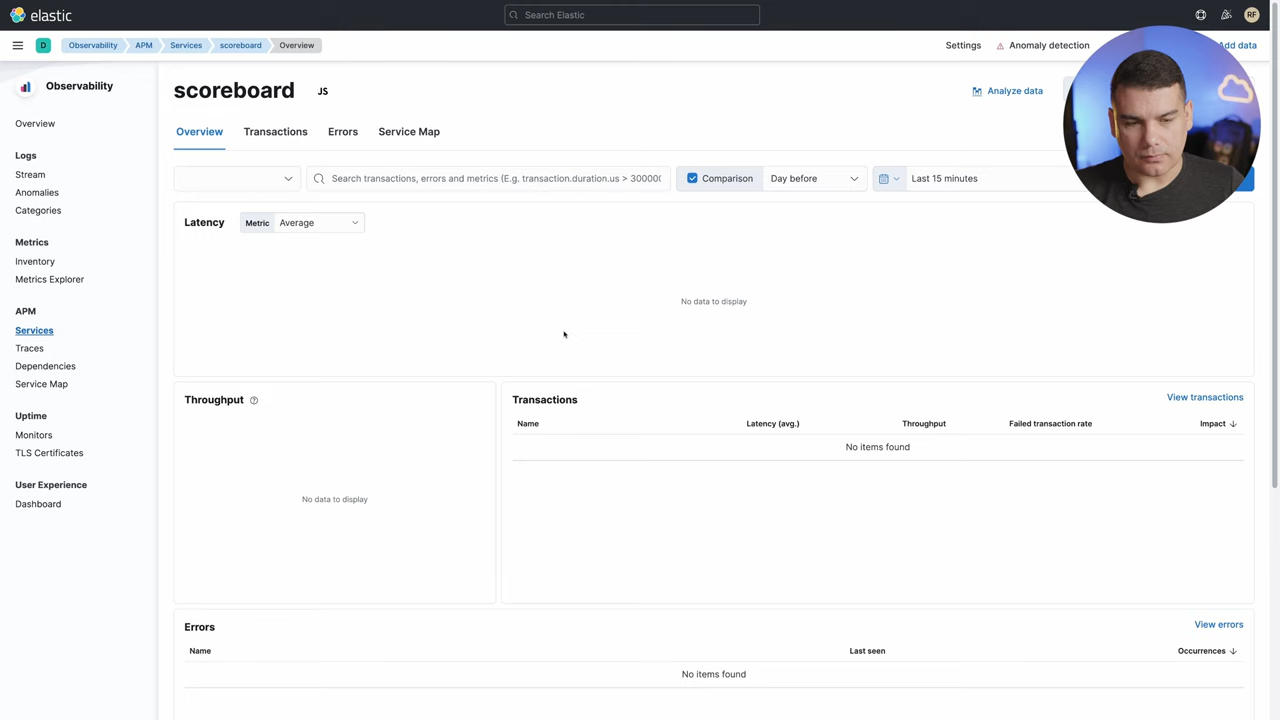 elastic
Search Elastic
RF
D
Observability
APM
Services
scoreboard
Overview
Settings
Anomaly detection
Add data
Observability
Overview
Logs
Stream
Anomalies
Categories
Metrics
Inventory
Metrics Explorer
APM
Services
Traces
Dependencies
Service Map
Uptime
Monitors
TLS Certificates
User Experience
Dashboard
scoreboard
JS
Analyze data
Overview
Transactions
Errors
Service Map
Search transactions, errors and metrics (E.g. transaction.duration.us > 300000
Comparison
Day before
Last 15 minutes
Latency
Metric
Average
No data to display
Throughput
No data to display
Transactions
View transactions
Name
Latency (avg.)
Throughput
Failed transaction rate
Impact
No items found
Errors
View errors
Name
Last seen
Occurrences
No items found